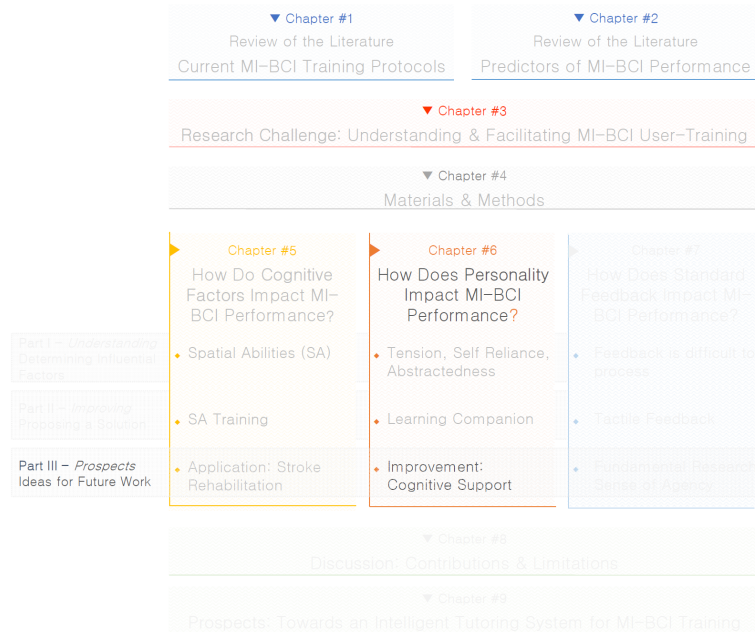 ▼ Chapter #1
Review of the Literature
Current MI-BCI Training Protocols
▼ Chapter #2
Review of the Literature
Predictors of MI-BCI Performance
▼ Chapter #3
Research Challenge: Understanding & Facilitating MI-BCI User-Training
▼ Chapter #4
Materials & Methods
Chapter #5
How Do Cognitive
Factors Impact MI-
BCI Performance?
Chapter #6
How Does Personality
Impact MI-BCI
Performance?
Chapter #7
How Does Standard
Feedback Impact MI-
BCI Performance?
Part I – Understanding
Determining Influential
Factors
Spatial Abilities (SA)
Tension, Self Reliance,
Abstractedness
Feedback is difficult to
process
Part II – Improving
Proposing a Solution
SA Training
Learning Companion
Tactile Feedback
Part III – Prospects
Ideas for Future Work
Application: Stroke
Rehabilitation
Improvement:
Cognitive Support
Fundamental Research
Sense of Agency
▼ Chapter #8
Discussion: Contributions & Limitations
▼ Chapter #9
Prospects: Towards an Intelligent Tutoring System for MI-BCI Training